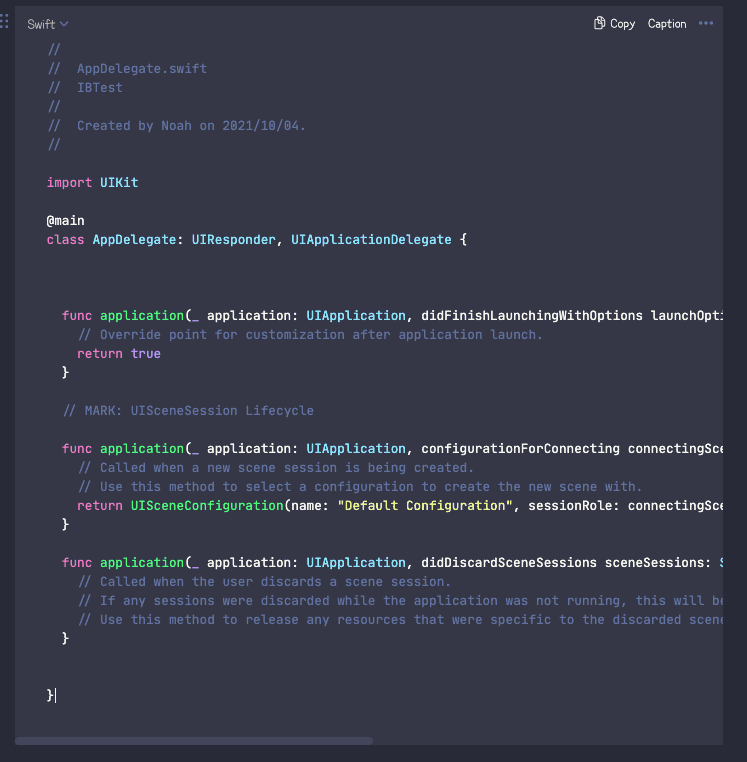 Swift
Copy Caption
//
// AppDelegate.swift
// IBTest
//
// Created by Noah on 2021/10/04.
//
import UIKit
@main
class AppDelegate: UIResponder, UIApplicationDelegate {
func application(_ application: UIApplication, didFinishLaunchingWithOptions launchOpti
// Override point for customization after application launch.
return true
}
// MARK: UISceneSession Lifecycle
func application(_ application: UIApplication, configurationForConnecting connectingSce
// Called when a new scene session is being created.
// Use this method to select a configuration to create the new scene with.
return UISceneConfiguration(name: "Default Configuration", sessionRole: connectingSce
}
func application(_ application: UIApplication, didDiscardSceneSessions sceneSessions: S
// Called when the user discards a scene session.
// If any sessions were discarded while the application was not running, this will be
// Use this method to release any resources that were specific to the discarded scene
}
}